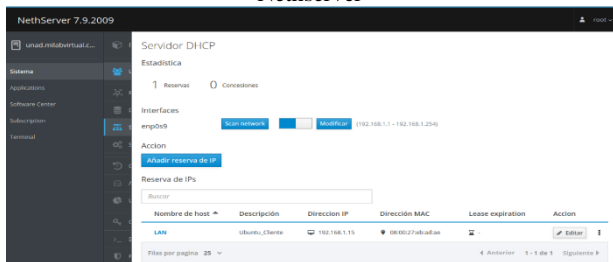 NethServer 7.9.2009
root
unad.milabvirtual.c...
Servidor DHCP
Estadística
Sistema
1 Reservas 0 Concesiones
Applications
Software Center
Interfaces
Subscription
enp0s9 Scan network Modificar (192.168.1.1 - 192.168.1.254)
Terminal
Accion
Añadir reserva de IP
Reserva de IPs
Buscar
Nombre de host Descripción Direccion IP Dirección MAC Lease expiration Accion
LAN Ubuntu_Cliente 192.168.1.15 - Editar
Filas por pagina 25 Anterior 1 - 1 de 1 Siguiente